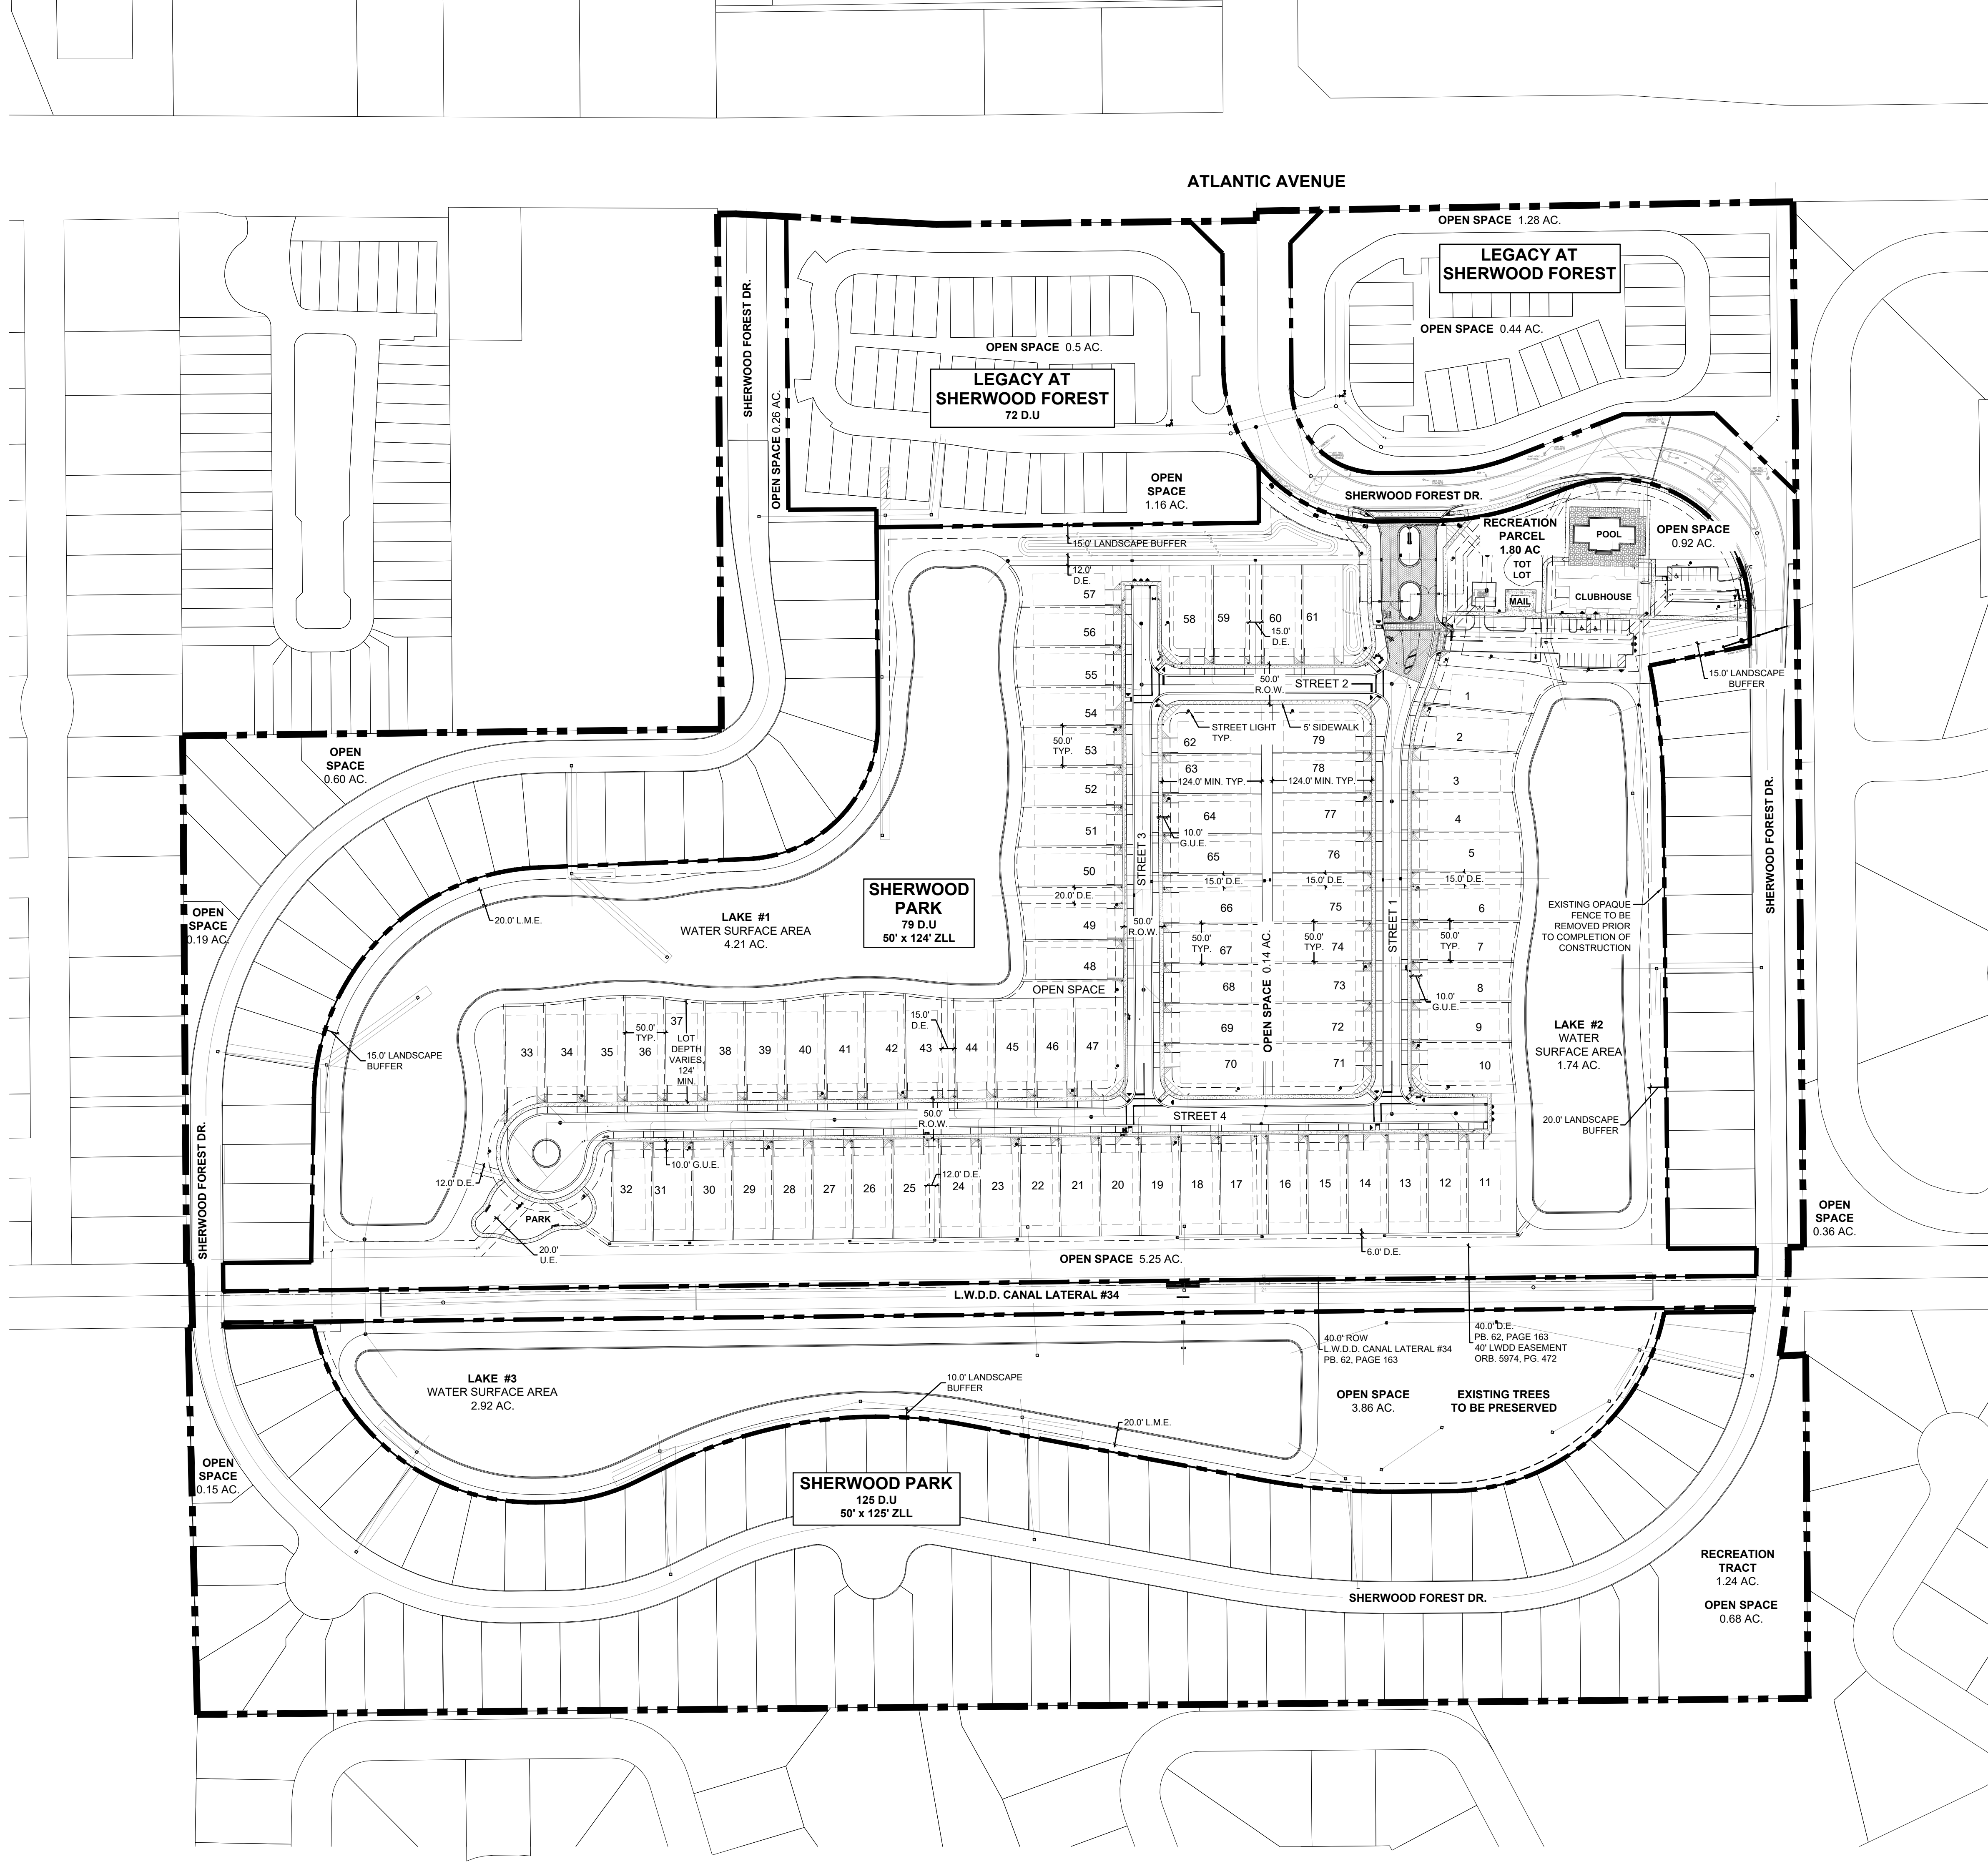 ATLANTIC AVENUE
OPEN SPACE 1.28 AC.
LEGACY AT
SHERWOOD FOREST
OPEN SPACE 0.44 AC.
SHERWOOD FOREST DR.
OPEN SPACE 0.26 AC.
OPEN SPACE 0.5 AC.
LEGACY AT
SHERWOOD FOREST
72 D.U
OPEN
SPACE
1.16 AC.
SHERWOOD FOREST DR.
RECREATION
PARCEL
1.80 AC
TOT
LOT
POOL
OPEN SPACE
0.92 AC.
MAIL
CLUBHOUSE
15.0' LANDSCAPE
BUFFER
15.0' LANDSCAPE BUFFER
12.0'
D.E.
57
56
55
54
53
52
51
50
49
48
50.0'
TYP.
20.0' D.E.
OPEN SPACE
58
59
60
61
15.0'
D.E.
50.0'
R.O.W.
STREET 2
STREET LIGHT
TYP.
5' SIDEWALK
62
63
64
65
66
67
68
69
70
79
78
77
76
75
74
73
72
71
124.0' MIN. TYP.
124.0' MIN. TYP.
10.0'
G.U.E.
15.0' D.E.
15.0' D.E.
15.0' D.E.
50.0'
TYP.
50.0'
TYP.
50.0'
TYP.
STREET 3
50.0'
R.O.W.
OPEN SPACE 0.14 AC.
STREET 1
10.0'
G.U.E.
1
2
3
4
5
6
7
8
9
10
EXISTING OPAQUE
FENCE TO BE
REMOVED PRIOR
TO COMPLETION OF
CONSTRUCTION
SHERWOOD FOREST DR.
LAKE #2
WATER
SURFACE AREA
1.74 AC.
20.0' LANDSCAPE
BUFFER
OPEN
SPACE
0.36 AC.
OPEN
SPACE
0.60 AC.
OPEN
SPACE
0.19 AC.
20.0' L.M.E.
LAKE #1
WATER SURFACE AREA
4.21 AC.
SHERWOOD
PARK
79 D.U
50' x 124' ZLL
15.0' LANDSCAPE
BUFFER
SHERWOOD FOREST DR.
33
34
35
36
37
38
39
40
41
42
43
44
45
46
47
50.0'
TYP.
LOT
DEPTH
VARIES,
124'
MIN.
15.0'
D.E.
50.0'
R.O.W.
STREET 4
10.0' G.U.E.
12.0' D.E.
12.0' D.E.
32
31
30
29
28
27
26
25
24
23
22
21
20
19
18
17
16
15
14
13
12
11
PARK
20.0'
U.E.
6.0' D.E.
OPEN SPACE 5.25 AC.
L.W.D.D. CANAL LATERAL #34
40.0' ROW
L.W.D.D. CANAL LATERAL #34
PB. 62, PAGE 163
40.0' D.E.
PB. 62, PAGE 163
40' LWDD EASEMENT
ORB. 5974, PG. 472
LAKE #3
WATER SURFACE AREA
2.92 AC.
10.0' LANDSCAPE
BUFFER
20.0' L.M.E.
OPEN SPACE
3.86 AC.
EXISTING TREES
TO BE PRESERVED
OPEN
SPACE
0.15 AC.
SHERWOOD PARK
125 D.U
50' x 125' ZLL
SHERWOOD FOREST DR.
RECREATION
TRACT
1.24 AC.
OPEN SPACE
0.68 AC.